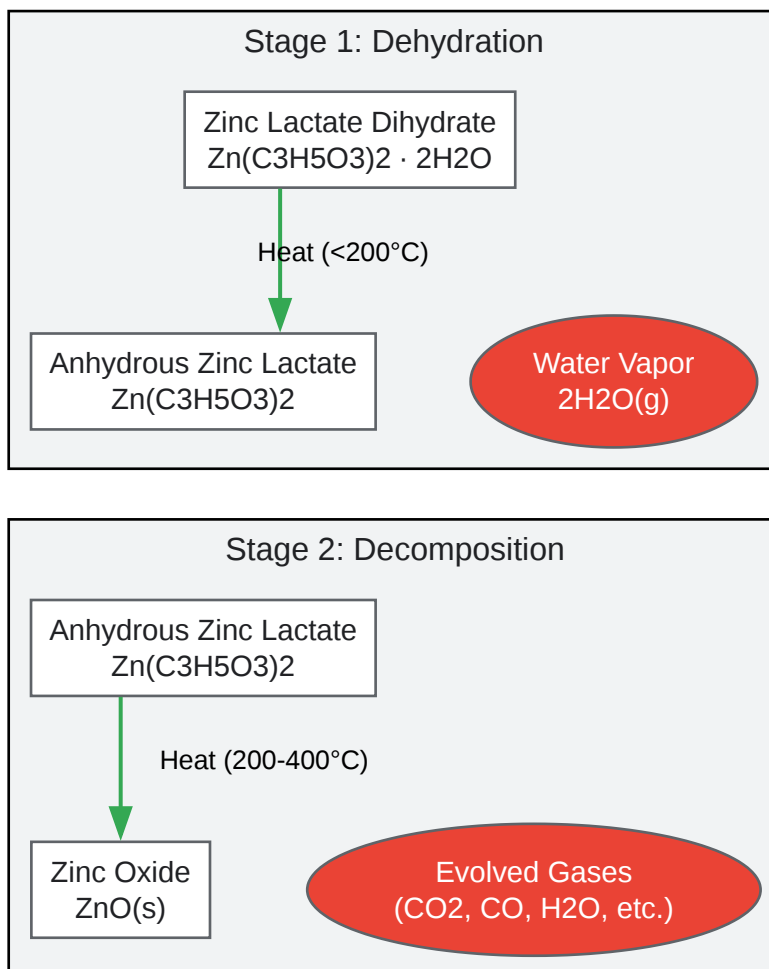 Stage 1: Dehydration
Zinc Lactate Dihydrate
Zn(C3H5O3)2 · 2H2O
Heat (<200°C)
Anhydrous Zinc Lactate
Zn(C3H5O3)2
Water Vapor
2H2O(g)
Stage 2: Decomposition
Anhydrous Zinc Lactate
Zn(C3H5O3)2
Heat (200-400°C)
Zinc Oxide
ZnO(s)
Evolved Gases
(CO2, CO, H2O, etc.)